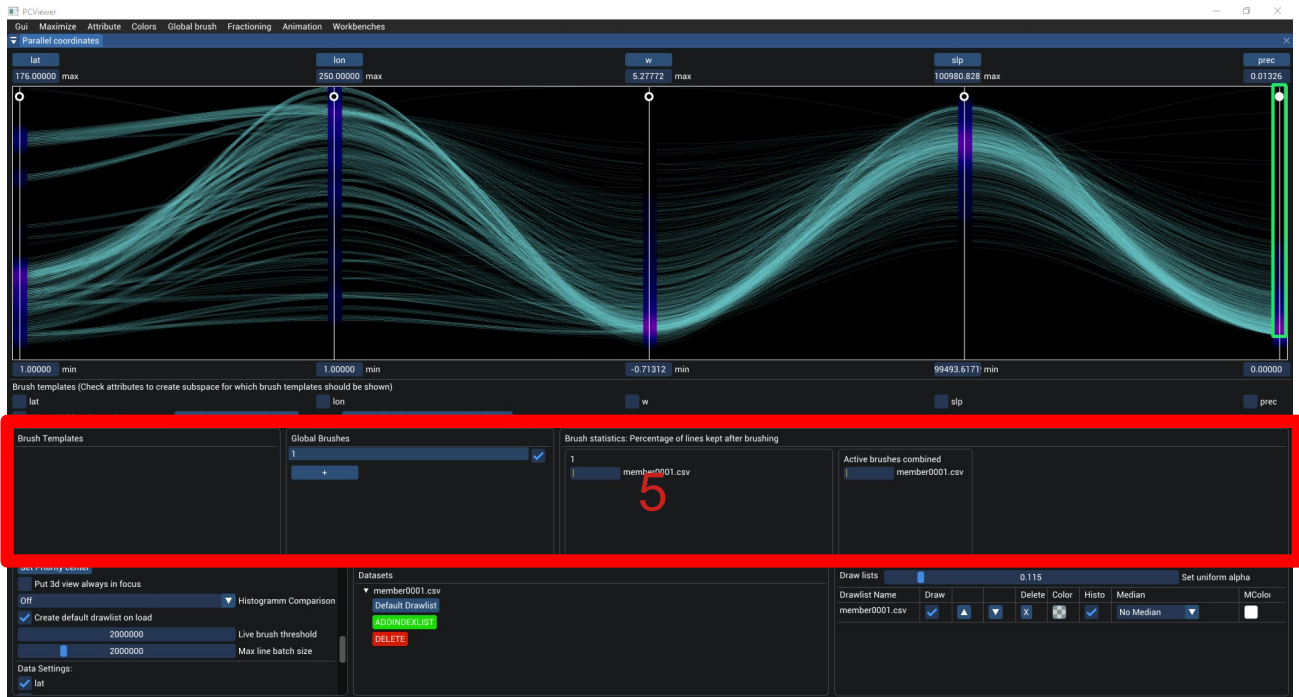 PCViewer
Gui Maximize Attribute Colors Global brush Fractioning Animation Workbenches
Parallel coordinates
lat lon w slp prec
176.00000 max 250.00000 max 5.27772 max 100980.828 max 0.01326
1.00000 min 1.00000 min -0.71312 min 99493.6171 min 0.00000
Brush templates (Check attributes to create subspace for which brush templates should be shown)
lat lon w slp prec
Brush Templates Global Brushes Brush statistics: Percentage of lines kept after brushing
1 1 Active brushes combined
+ member0001.csv member0001.csv
5
Set Priority center Datasets Draw lists 0.115 Set uniform alpha
Put 3d view always in focus member0001.csv Drawlist Name Draw Delete Color Histo Median MColor
Off Histogramm Comparison Default Drawlist member0001.csv X No Median
Create default drawlist on load ADDINDEXLIST
2000000 Live brush threshold DELETE
2000000 Max line batch size
Data Settings:
lat